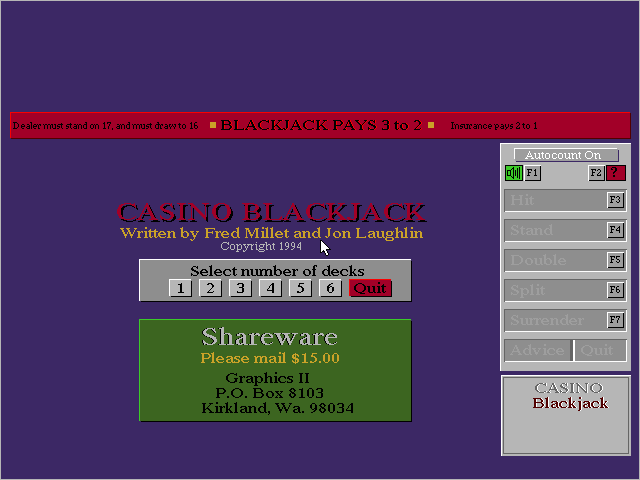 Dealer must stand on 17, and must draw to 16 BLACKJACK PAYS 3 to 2 Insurance pays 2 to 1
Autocount On
F1 F2 ?
Hit F3
Stand F4
Double F5
Split F6
Surrender F7
Advice Quit
CASINO BLACKJACK
Written by Fred Millet and Jon Laughlin
Copyright 1994
Select number of decks
1 2 3 4 5 6 Quit
Shareware
Please mail $15.00
Graphics II
P.O. Box 8103
Kirkland, Wa. 98034
CASINO
Blackjack